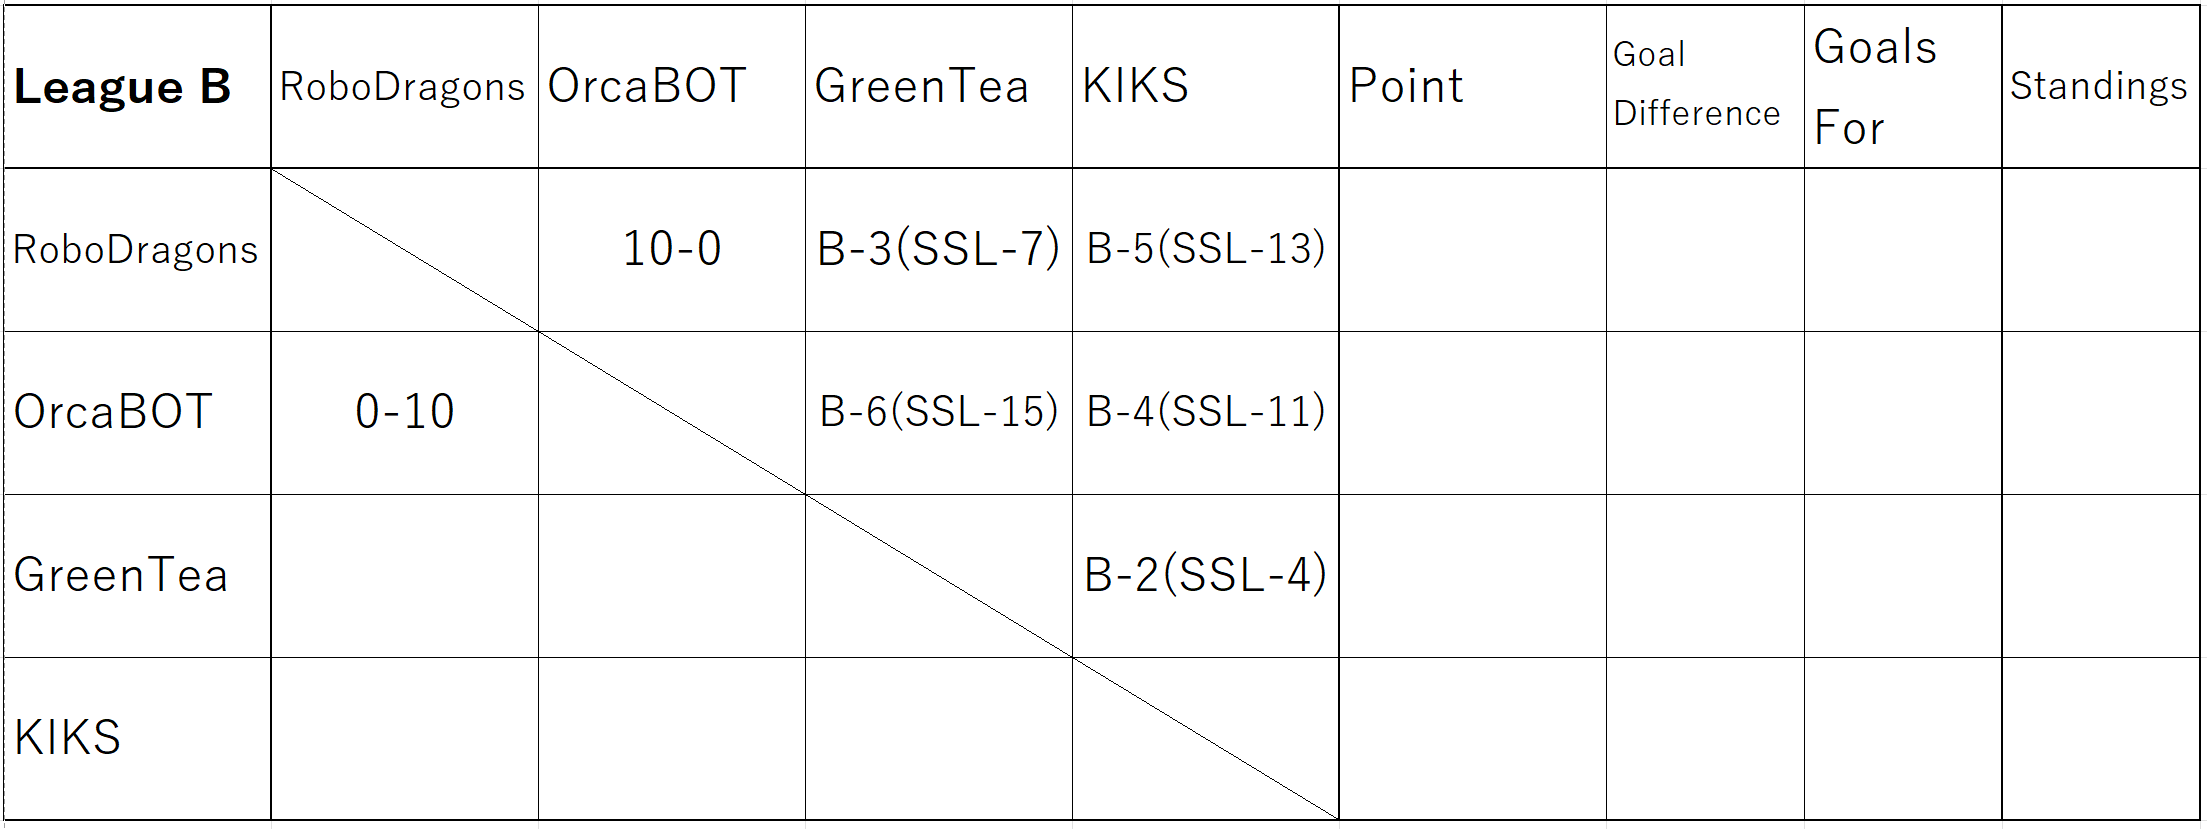 League B RoboDragons OrcaBOT GreenTea KIKS Point Goal Difference Goals For Standings
RoboDragons 10-0 B-3(SSL-7) B-5(SSL-13)
OrcaBOT 0-10 B-6(SSL-15) B-4(SSL-11)
GreenTea B-2(SSL-4)
KIKS